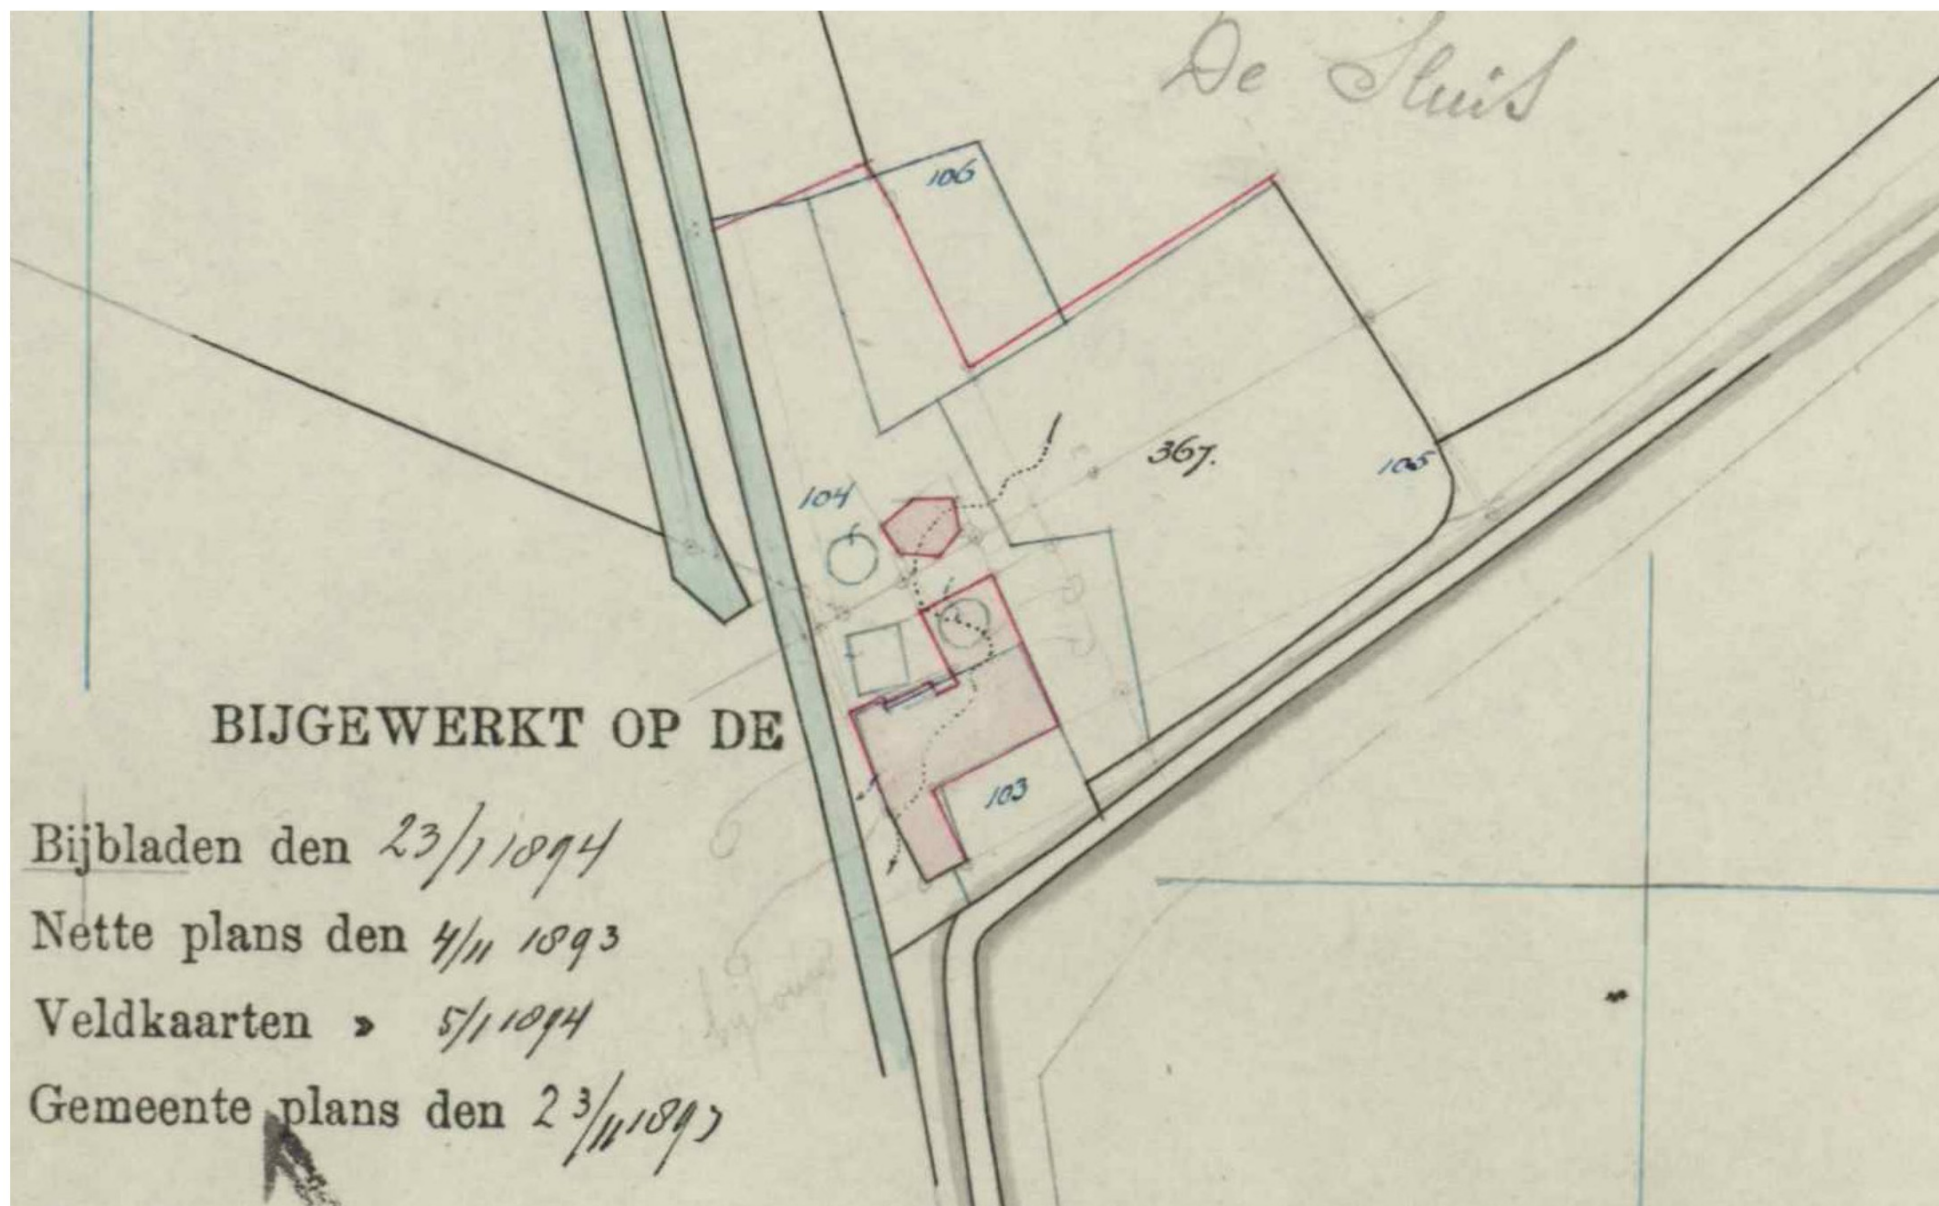 De Sluis
106
367.
105
104
103
BIJGEWERKT OP DE
Bijbladen den 23/1 1894
Nette plans den 4/11 1893
Veldkaarten » 5/1 1894
Gemeente plans den 23/11 1893